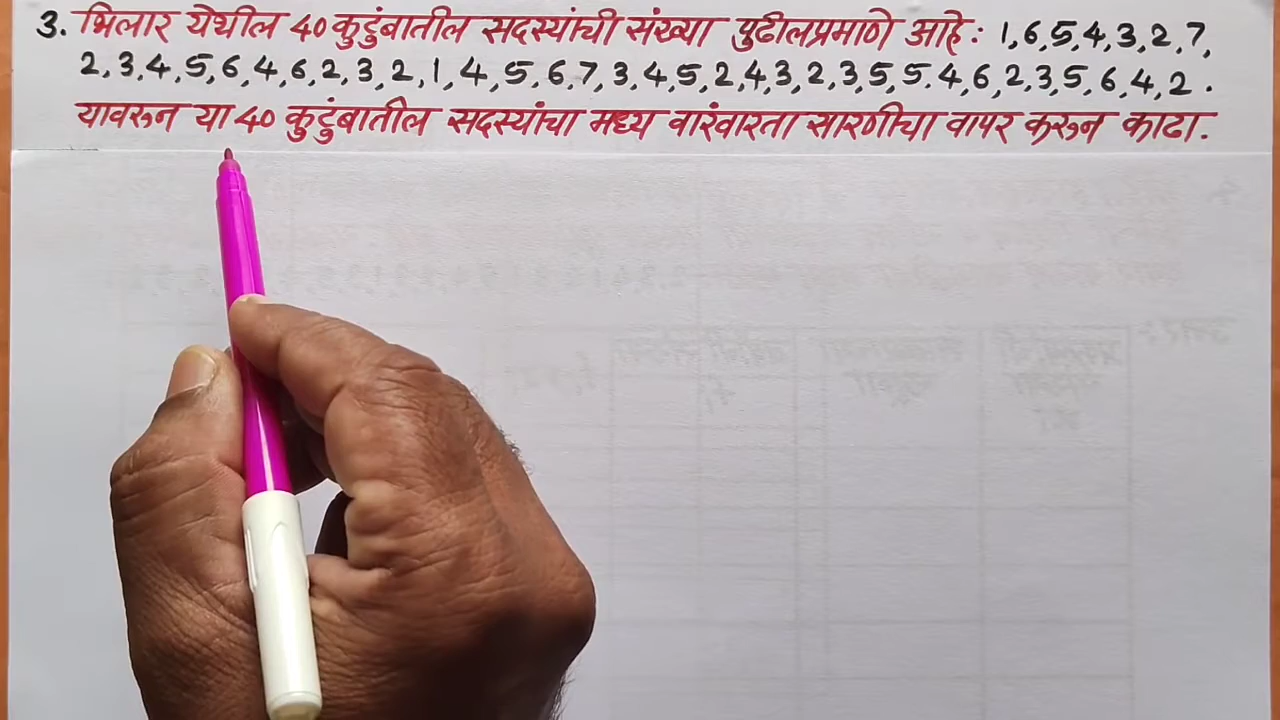 3. भिलार येथील 40 कुटुंबातील सदस्यांची संख्या पुढीलप्रमाणे आहे: 1,6,5,4,3,2,7,
2,3,4,5,6,4,6,2,3,2,1,4,5,6,7,3,4,5,2,4,3,2,3,5,5.4,6,2,3,5,6,4,2.
यावरून या 40 कुटुंबातील सदस्यांचा मध्य वारंवारता सारणीचा वापर करून काढा.